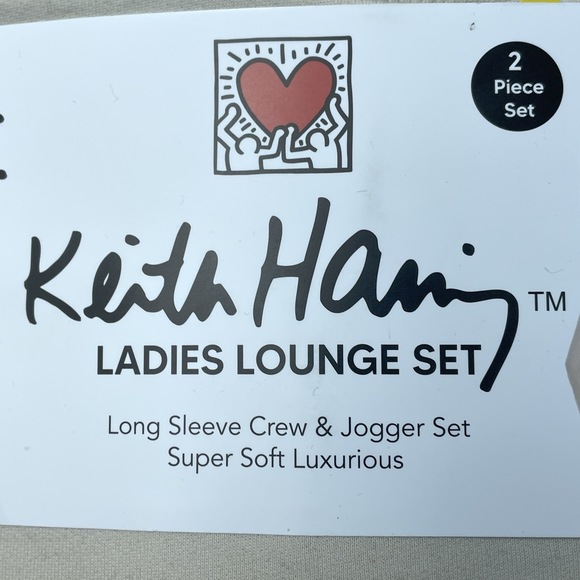 2
Piece
Set
Keith Haring TM
LADIES LOUNGE SET
Long Sleeve Crew & Jogger Set
Super Soft Luxurious